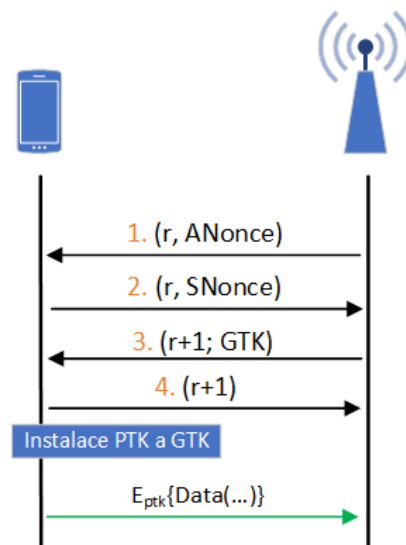 1. (r, ANonce)
2. (r, SNonce)
3. (r+1; GTK)
4. (r+1)
Instalace PTK a GTK
Eptk{Data(...)}